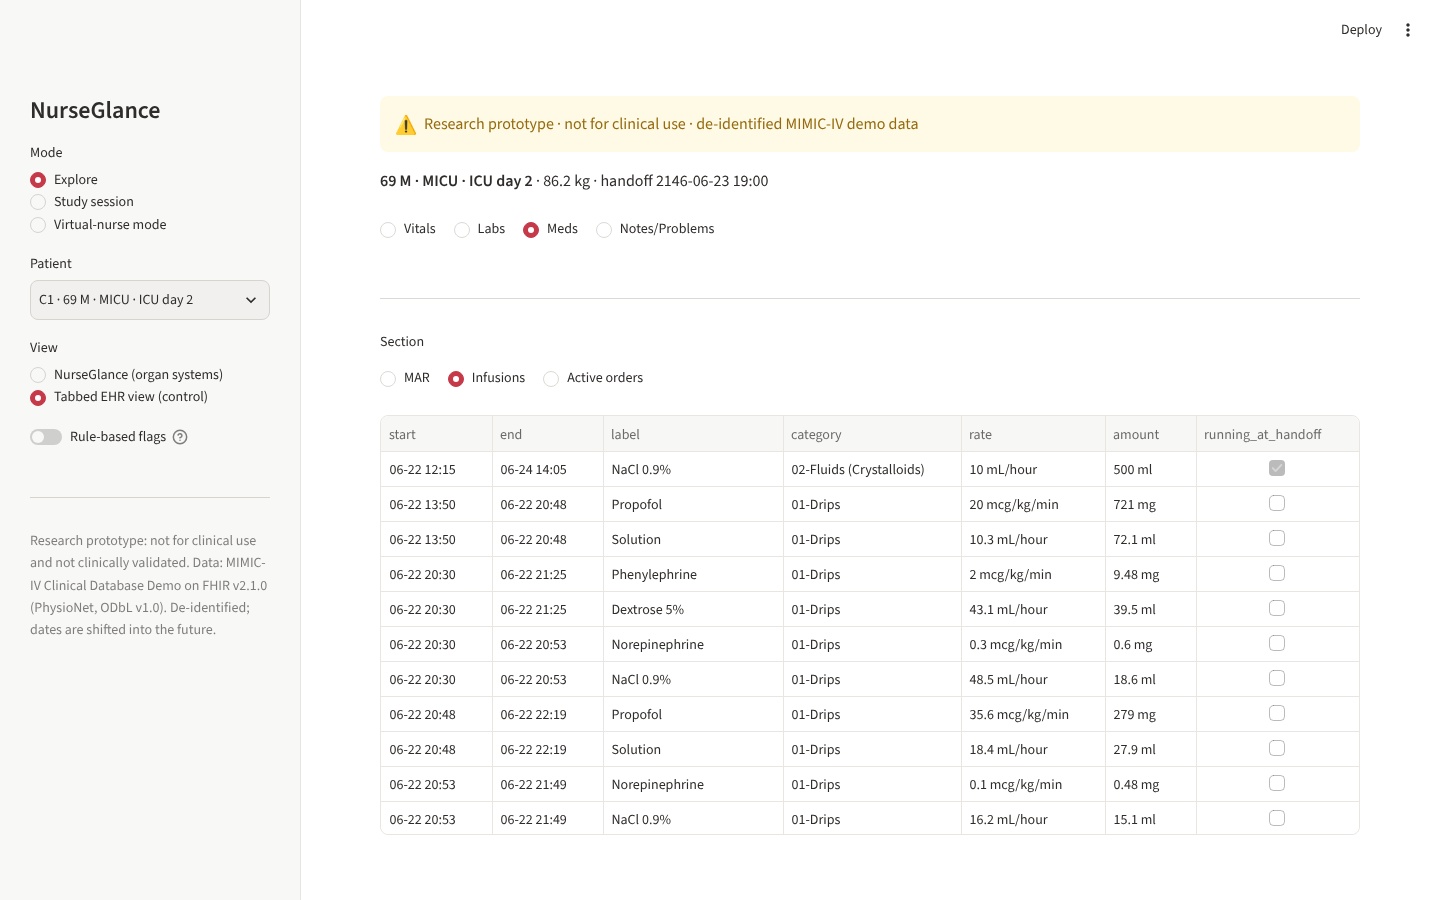 Deploy
NurseGlance
Mode
Explore
Study session
Virtual-nurse mode
Patient
C1 · 69 M · MICU · ICU day 2
View
NurseGlance (organ systems)
Tabbed EHR view (control)
Rule-based flags
Research prototype: not for clinical use
and not clinically validated. Data: MIMIC-
IV Clinical Database Demo on FHIR v2.1.0
(PhysioNet, ODbL v1.0). De-identified;
dates are shifted into the future.
Research prototype · not for clinical use · de-identified MIMIC-IV demo data
69 M · MICU · ICU day 2 · 86.2 kg · handoff 2146-06-23 19:00
Vitals Labs Meds Notes/Problems
Section
MAR Infusions Active orders
start end label category rate amount running_at_handoff
06-22 12:15 06-24 14:05 NaCl 0.9% 02-Fluids (Crystalloids) 10 mL/hour 500 ml
06-22 13:50 06-22 20:48 Propofol 01-Drips 20 mcg/kg/min 721 mg
06-22 13:50 06-22 20:48 Solution 01-Drips 10.3 mL/hour 72.1 ml
06-22 20:30 06-22 21:25 Phenylephrine 01-Drips 2 mcg/kg/min 9.48 mg
06-22 20:30 06-22 21:25 Dextrose 5% 01-Drips 43.1 mL/hour 39.5 ml
06-22 20:30 06-22 20:53 Norepinephrine 01-Drips 0.3 mcg/kg/min 0.6 mg
06-22 20:30 06-22 20:53 NaCl 0.9% 01-Drips 48.5 mL/hour 18.6 ml
06-22 20:48 06-22 22:19 Propofol 01-Drips 35.6 mcg/kg/min 279 mg
06-22 20:48 06-22 22:19 Solution 01-Drips 18.4 mL/hour 27.9 ml
06-22 20:53 06-22 21:49 Norepinephrine 01-Drips 0.1 mcg/kg/min 0.48 mg
06-22 20:53 06-22 21:49 NaCl 0.9% 01-Drips 16.2 mL/hour 15.1 ml